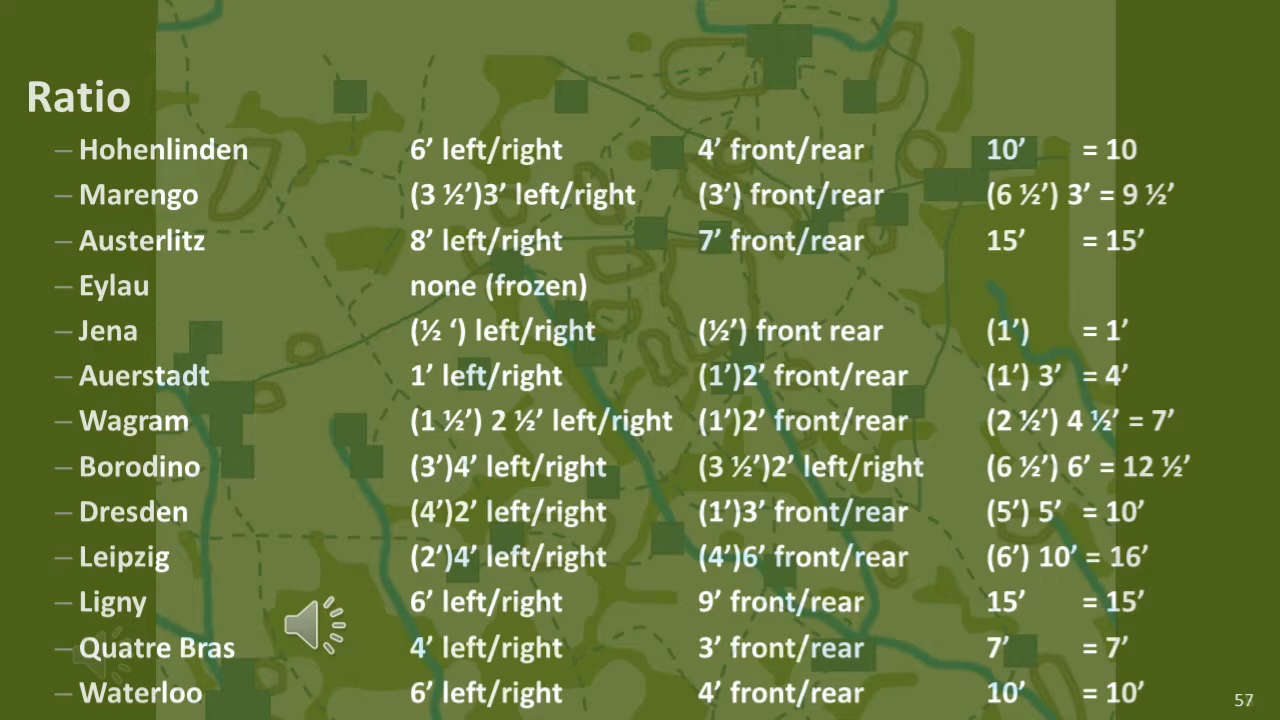 Ratio
– Hohenlinden 6’ left/right 4’ front/rear 10’ = 10
– Marengo (3 ½’)3’ left/right (3’) front/rear (6 ½’) 3’ = 9 ½’
– Austerlitz 8’ left/right 7’ front/rear 15’ = 15’
– Eylau none (frozen)
– Jena (½ ‘) left/right (½’) front rear (1’) = 1’
– Auerstadt 1’ left/right (1’)2’ front/rear (1’) 3’ = 4’
– Wagram (1 ½’) 2 ½’ left/right (1’)2’ front/rear (2 ½’) 4 ½’ = 7’
– Borodino (3’)4’ left/right (3 ½’)2’ left/right (6 ½’) 6’ = 12 ½’
– Dresden (4’)2’ left/right (1’)3’ front/rear (5’) 5’ = 10’
– Leipzig (2’)4’ left/right (4’)6’ front/rear (6’) 10’ = 16’
– Ligny 6’ left/right 9’ front/rear 15’ = 15’
– Quatre Bras 4’ left/right 3’ front/rear 7’ = 7’
– Waterloo 6’ left/right 4’ front/rear 10’ = 10’
57